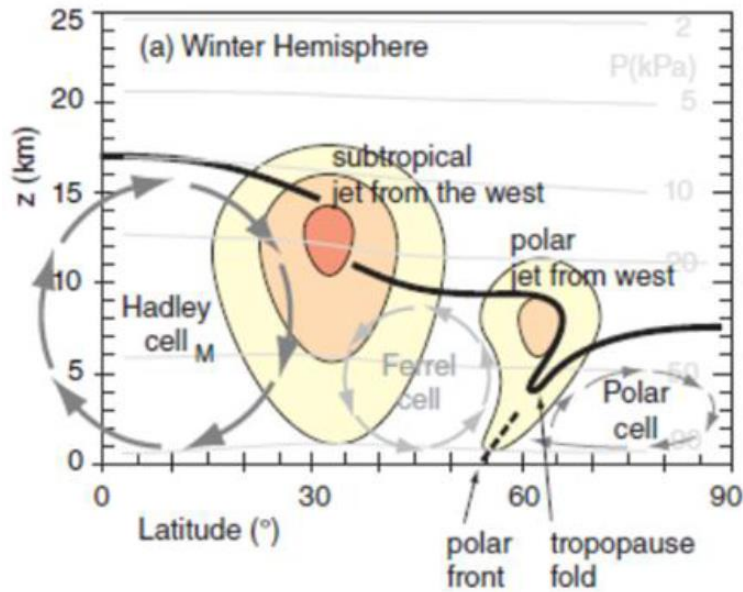 25
(a) Winter Hemisphere
2
P(kPa)
20
5
z (km)
subtropical
jet from the west
15
10
polar
jet from west
20
10
Hadley
cell M
Ferrel
cell
5
50
Polar
cell
0
0
30
60
90
Latitude (°)
polar
front
tropopause
fold